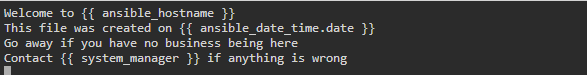 Welcome to {{ ansible_hostname }}
This file was created on {{ ansible_date_time.date }}
Go away if you have no business being here
Contact {{ system_manager }} if anything is wrong